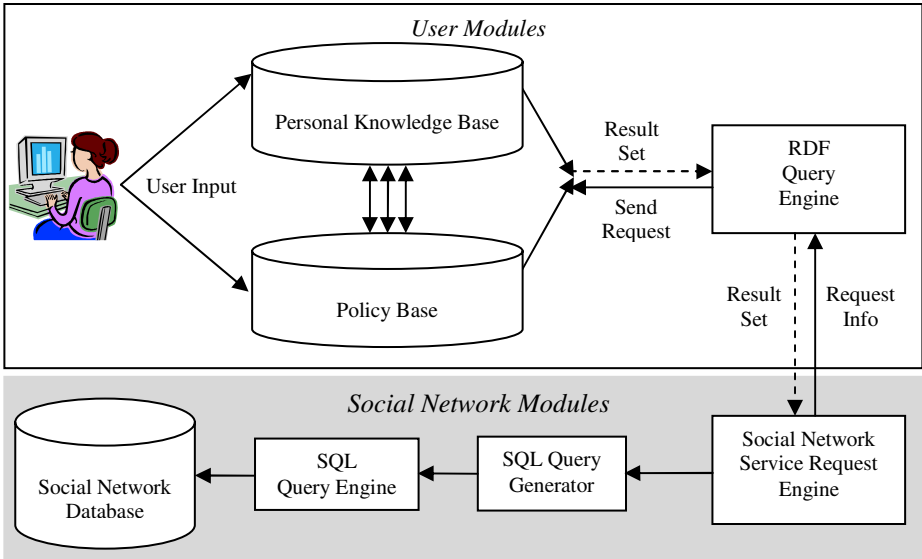 User Modules
Personal Knowledge Base
User Input
Policy Base
Result
Set
Send
Request
RDF
Query
Engine
Result
Set
Request
Info
Social Network Modules
Social Network
Database
SQL
Query Engine
SQL Query
Generator
Social Network
Service Request
Engine